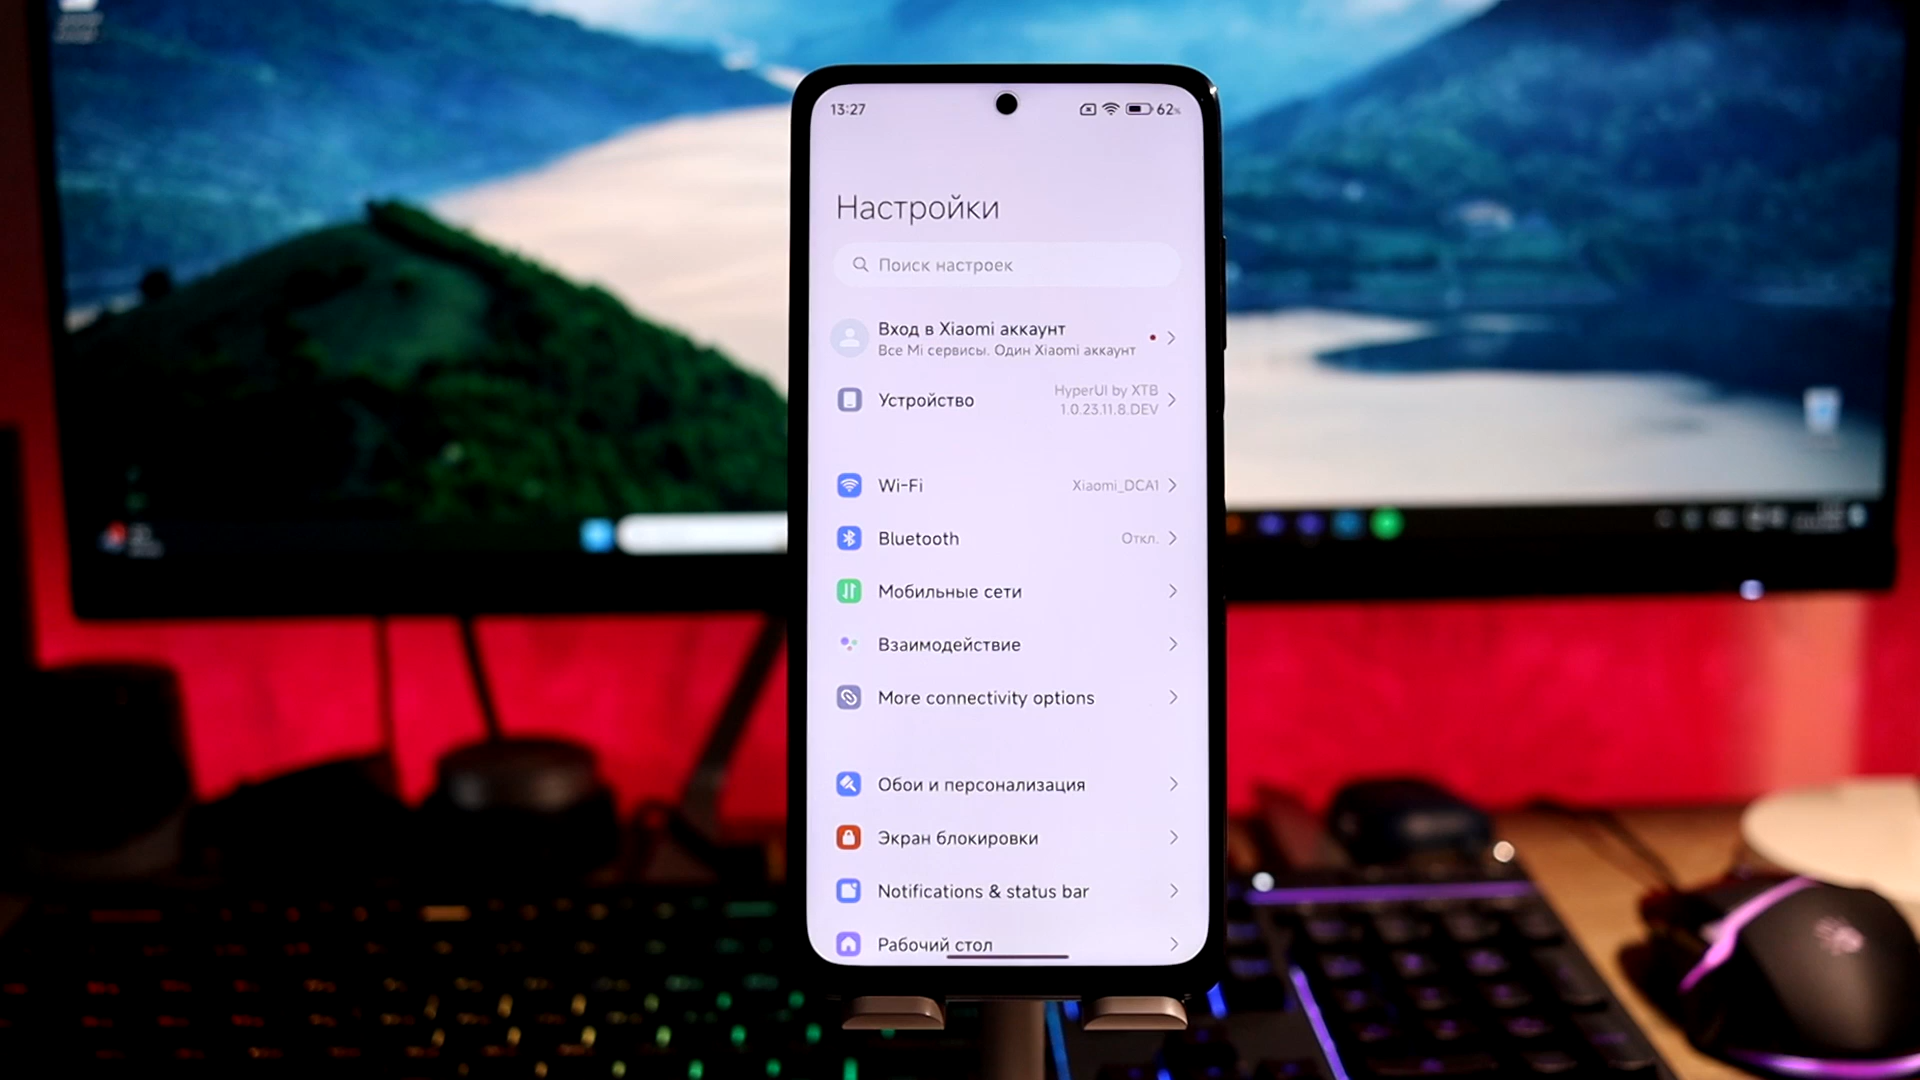 13:27
62%
Настройки
Поиск настроек
Вход в Xiaomi аккаунт
Все Mi сервисы. Один Xiaomi аккаунт
Устройство
HyperUI by XTB
1.0.23.11.8.DEV
Wi-Fi
Xiaomi_DCA1
Bluetooth
Откл.
Мобильные сети
Взаимодействие
More connectivity options
Обои и персонализация
Экран блокировки
Notifications & status bar
Рабочий стол